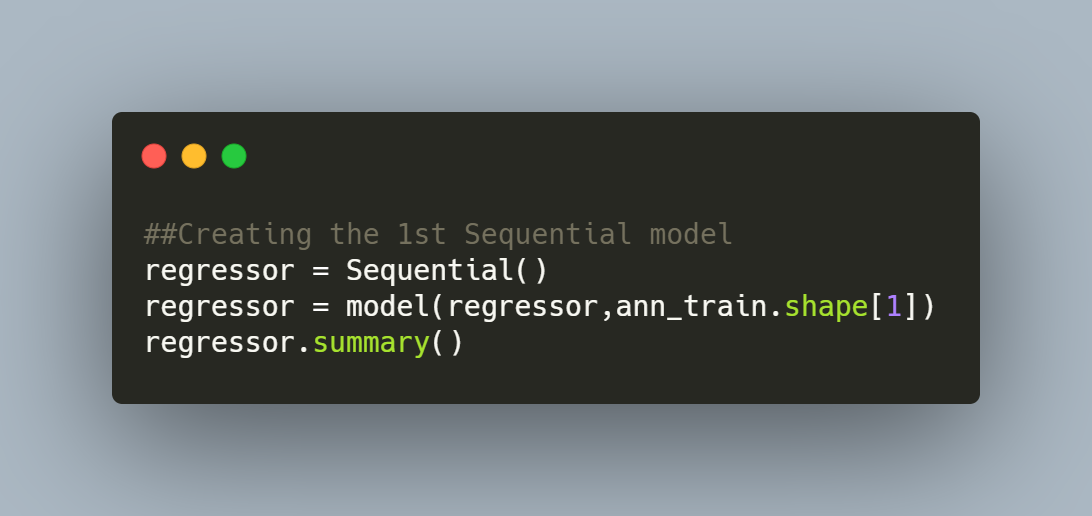 ##Creating the 1st Sequential model
regressor = Sequential()
regressor = model(regressor,ann_train.shape[1])
regressor.summary()